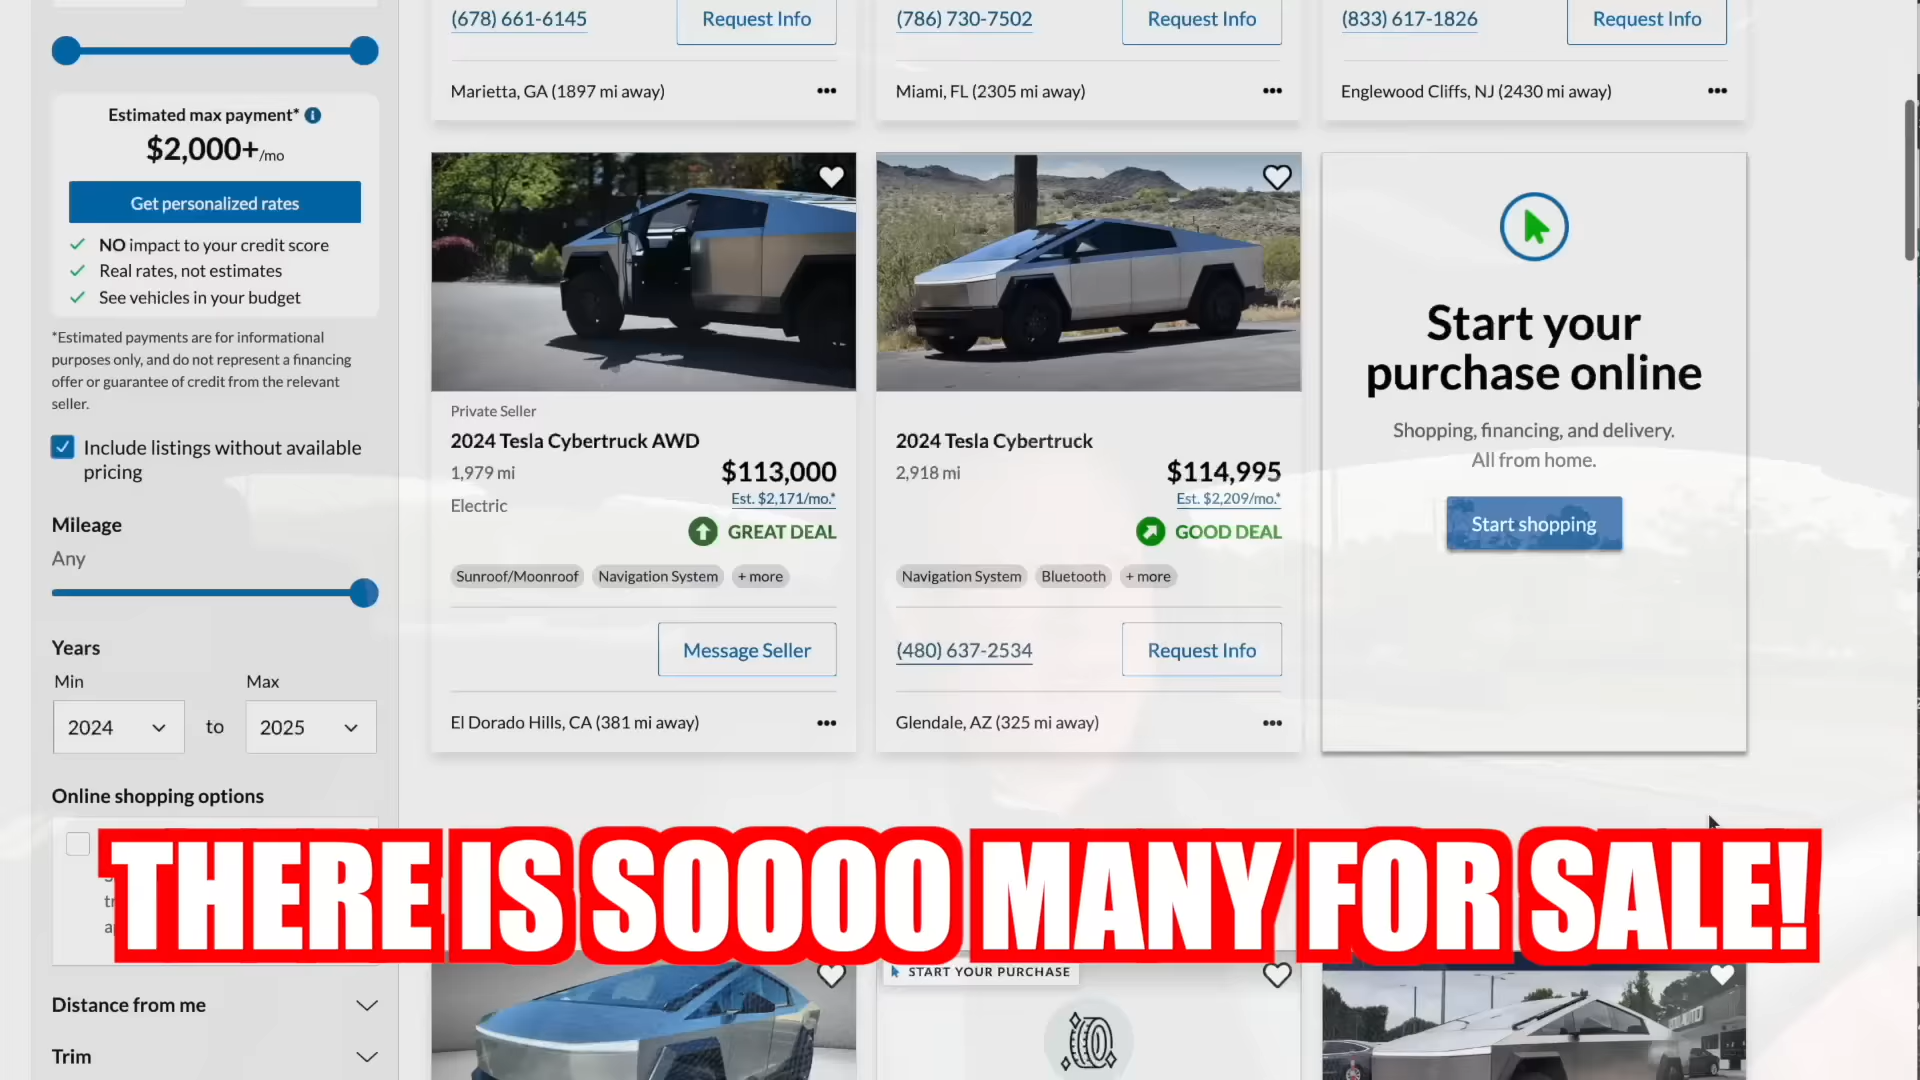 (678) 661-6145
Request Info
(786) 730-7502
Request Info
(833) 617-1826
Request Info
Marietta, GA (1897 mi away)
Miami, FL (2305 mi away)
Englewood Cliffs, NJ (2430 mi away)
Estimated max payment*
$2,000+/mo
Get personalized rates
NO impact to your credit score
Real rates, not estimates
See vehicles in your budget
*Estimated payments are for informational
purposes only, and do not represent a financing
offer or guarantee of credit from the relevant
seller.
Include listings without available
pricing
Mileage
Any
Years
Min
Max
2024
to
2025
Online shopping options
Distance from me
Trim
Private Seller
2024 Tesla Cybertruck AWD
1,979 mi
$113,000
Est. $2,171/mo.*
Electric
GREAT DEAL
Sunroof/Moonroof
Navigation System
+ more
Message Seller
El Dorado Hills, CA (381 mi away)
2024 Tesla Cybertruck
2,918 mi
$114,995
Est. $2,209/mo.*
GOOD DEAL
Navigation System
Bluetooth
+ more
(480) 637-2534
Request Info
Glendale, AZ (325 mi away)
Start your
purchase online
Shopping, financing, and delivery.
All from home.
Start shopping
THERE IS SOOOO MANY FOR SALE!
START YOUR PURCHASE